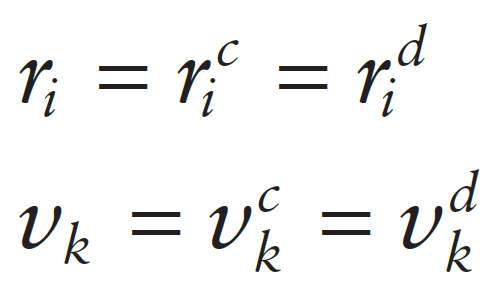 r_i = r_i^c = r_i^d
v_k = v_k^c = v_k^d